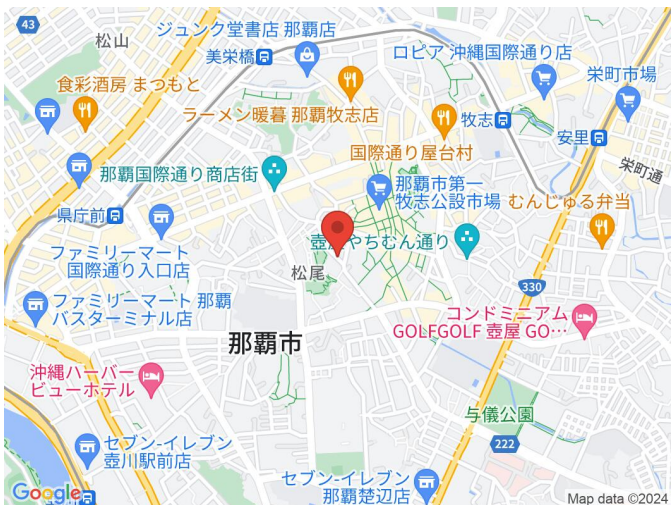 43
松山
ジュンク堂書店 那覇店
美栄橋
ロピア 沖縄国際通り店
栄町市場
食彩酒房 まつもと
ラーメン暖暮 那覇牧志店
牧志
安里
栄町通
国際通り屋台村
那覇国際通り商店街
那覇市第一
牧志公設市場
むんじゅる弁当
県庁前
ファミリーマート
国際通り入口店
松尾
やちむん通り
330
ファミリーマート 那覇
バスターミナル店
コンドミニアム
GOLFGOLF 壺屋 GO…
那覇市
沖縄ハーバー
ビューホテル
与儀公園
222
セブン-イレブン
壺川駅前店
セブン-イレブン
那覇楚辺店
Google
Map data ©2024